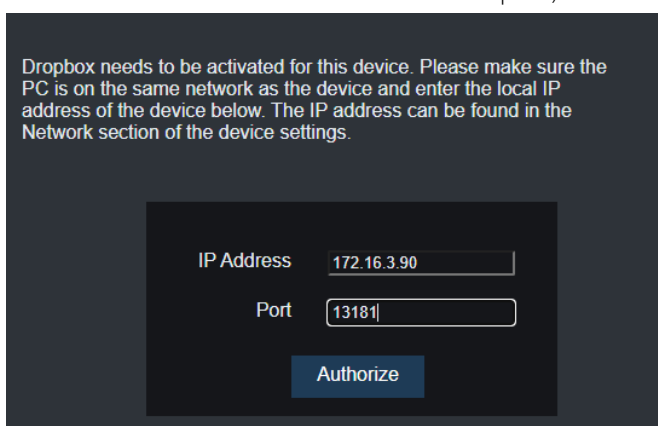 Dropbox needs to be activated for this device. Please make sure the
PC is on the same network as the device and enter the local IP
address of the device below. The IP address can be found in the
Network section of the device settings.
IP Address 172.16.3.90
Port 13181
Authorize